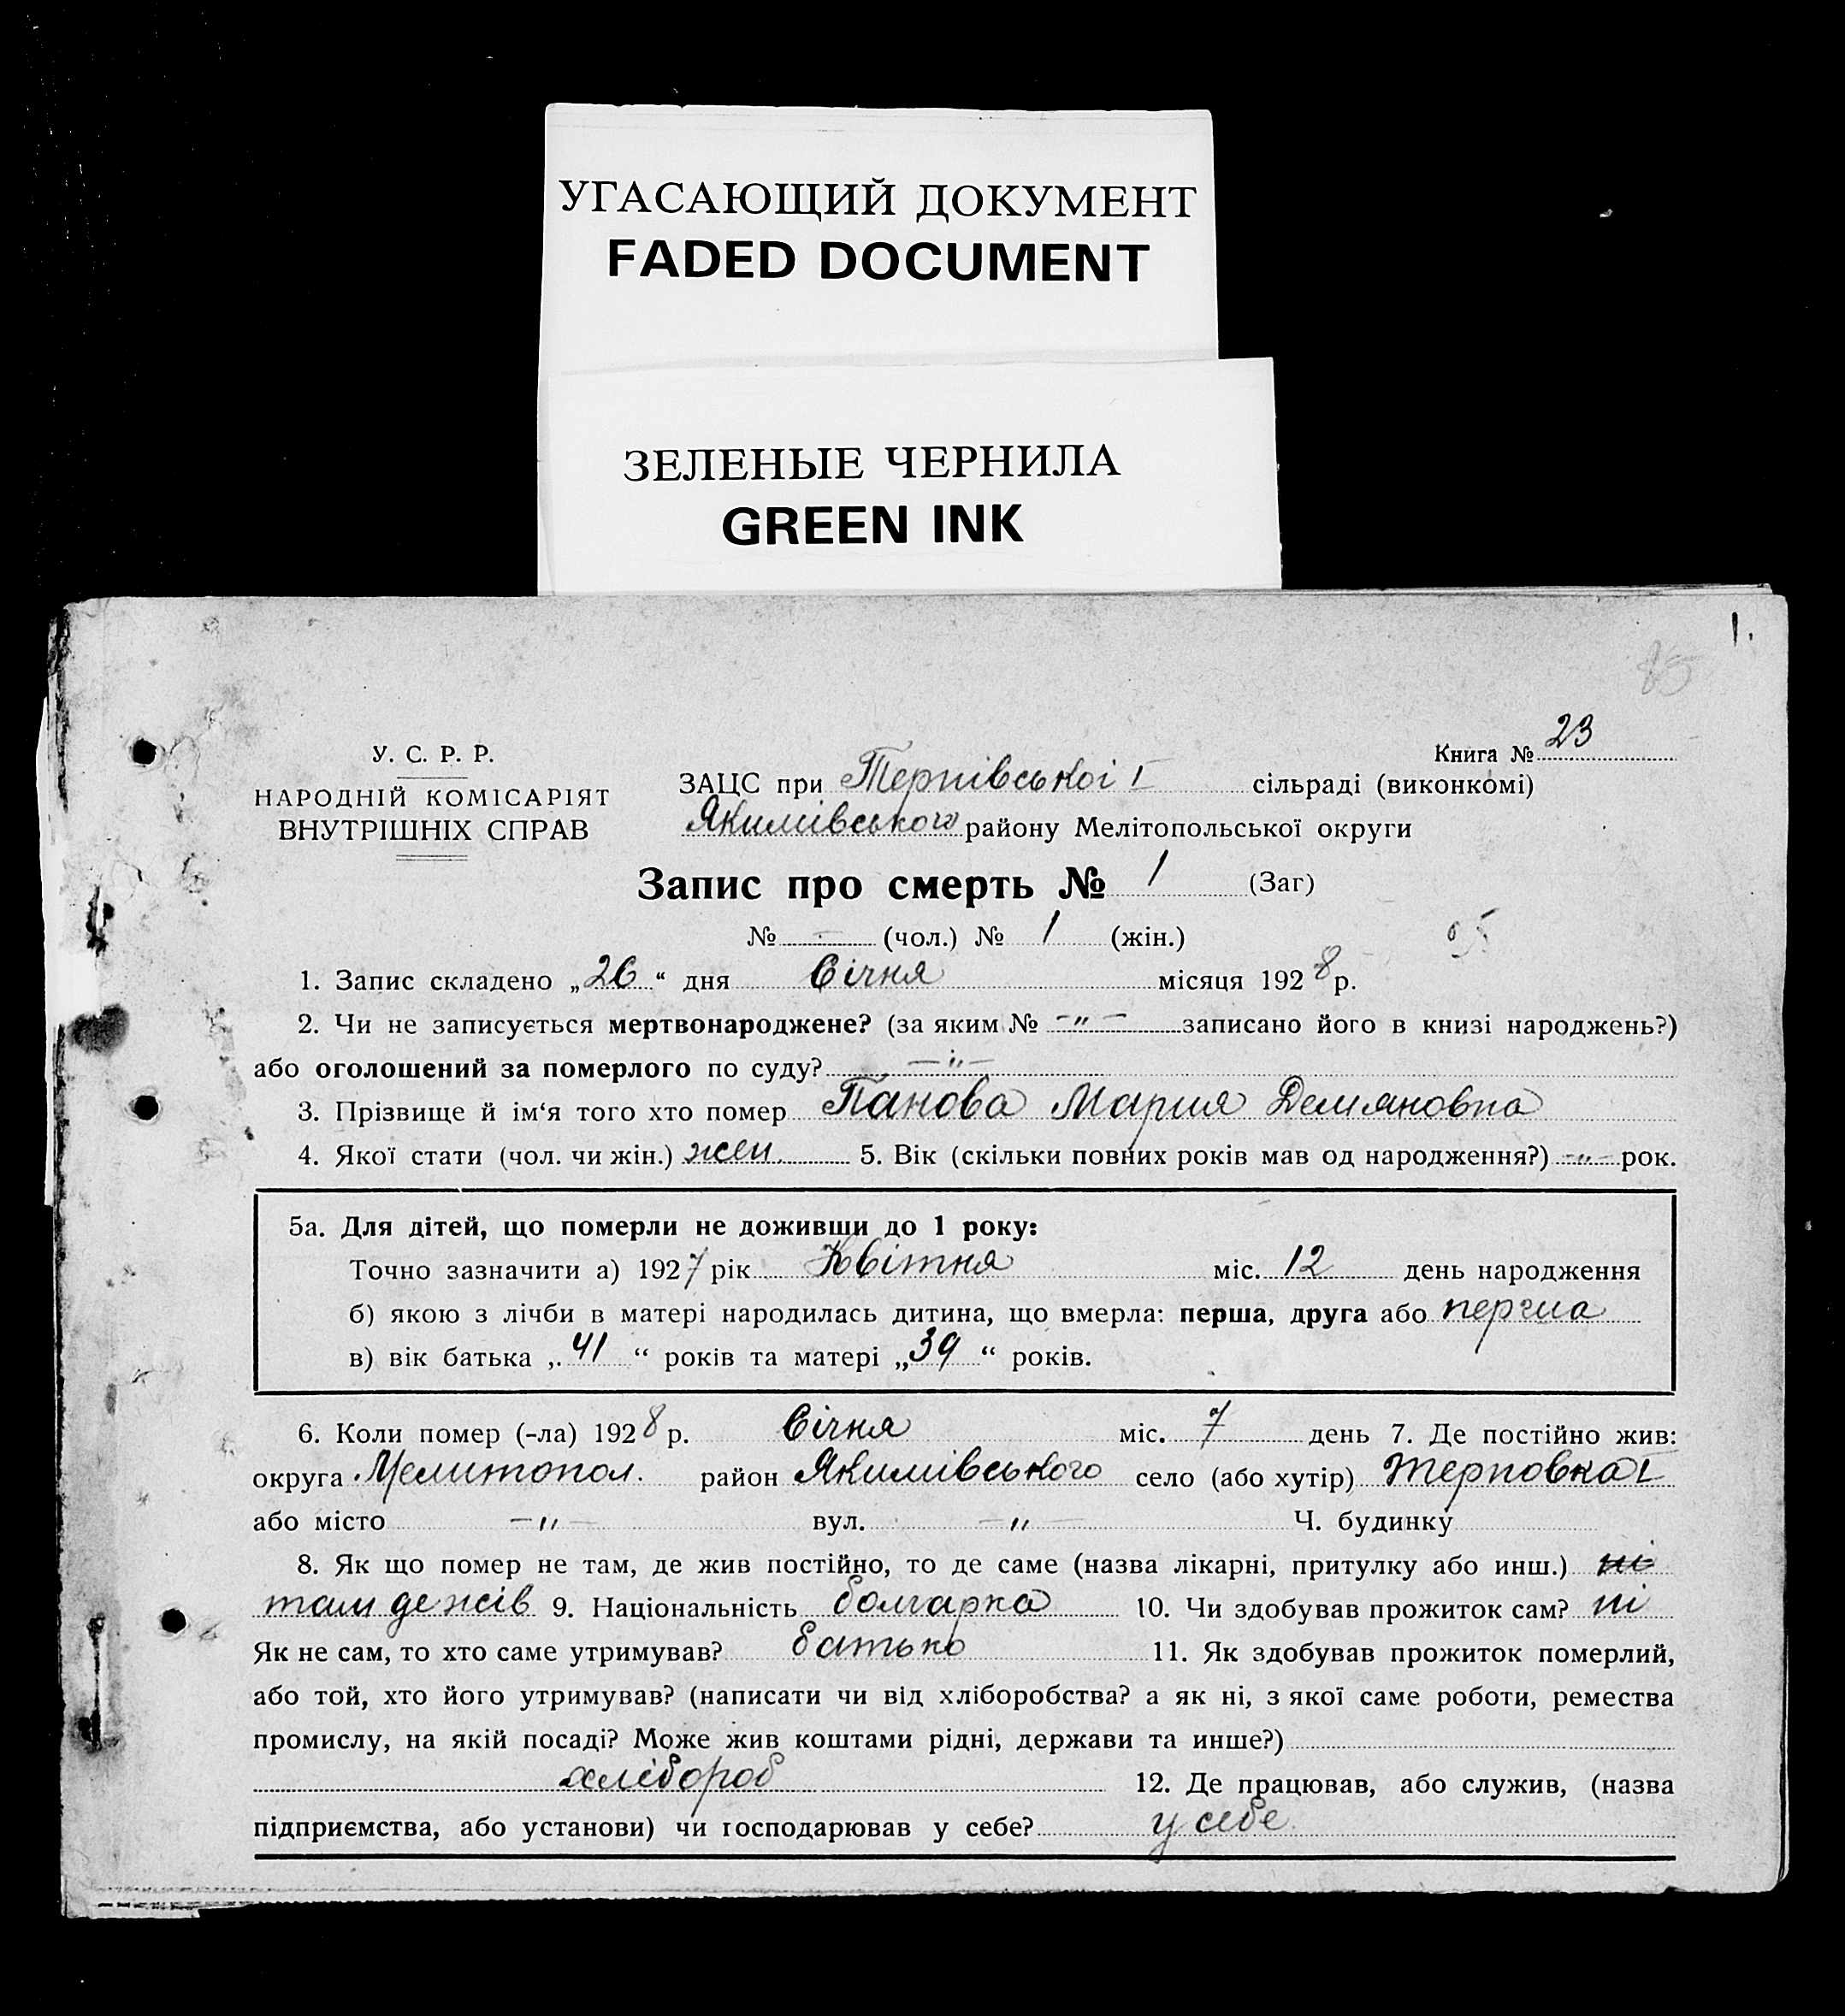 УГАСАЮЩИЙ ДОКУМЕНТ
FADED DOCUMENT
ЗЕЛЕНЫЕ ЧЕРНИЛА
GREEN INK
1.
85
Книга № 23
У. С. Р. Р.
НАРОДНІЙ КОМІСАРІЯТ
ВНУТРІШНІХ СПРАВ
ЗАЦС при Терпівської I сільраді (виконкомі)
Якимівського району Мелітопольської округи
Запис про смерть № 1 (Заг)
№ - (чол.) № 1 (жін.)
1. Запис складено „26“ дня Січня місяця 1928 р.
2. Чи не записується мертвонароджене? (за яким № -„- записано його в книзі народжень?)
або оголошений за померлого по суду? -„-
3. Прізвище й ім‘я того хто помер Панова Мария Демяновна
4. Якої стати (чол. чи жін.) жен. 5. Вік (скільки повних років мав од народження?) -„- рок.
5а. Для дітей, що померли не доживши до 1 року:
Точно зазначити а) 1927 рік Квітня міс. 12 день народження
б) якою з лічби в матері народилась дитина, що вмерла: перша, друга або перша
в) вік батька „41“ років та матері „39“ років.
6. Коли помер (-ла) 1928 р. Січня міс. 7 день 7. Де постійно жив:
округа Мелитопол. район Якимівського село (або хутір) Терповка I
або місто -„- вул. -„- Ч. будинку
8. Як що помер не там, де жив постійно, то де саме (назва лікарні, притулку або инш.) ні
там де жів 9. Національність болгарка 10. Чи здобував прожиток сам? ні
Як не сам, то хто саме утримував? батько 11. Як здобував прожиток померлий,
або той, хто його утримував? (написати чи від хліборобства? а як ні, з якої саме роботи, ремества
промислу, на якій посаді? Може жив коштами рідні, держави та инше?)
хлібороб 12. Де працював, або служив, (назва
підприємства, або установи) чи господарював у себе? у себе